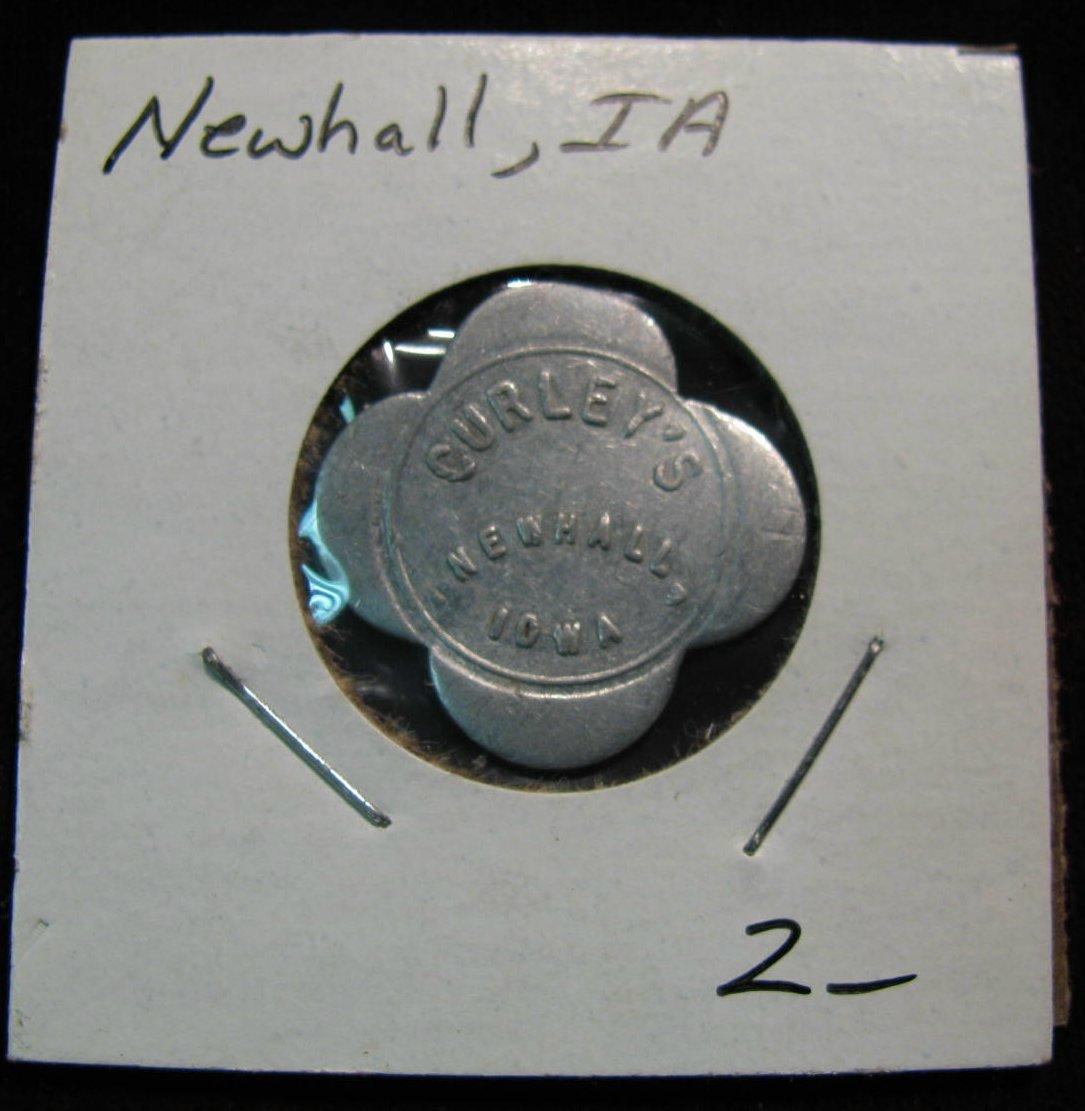 Newhall, IA
CURLEY'S
NEWHALL,
IOWA
2–